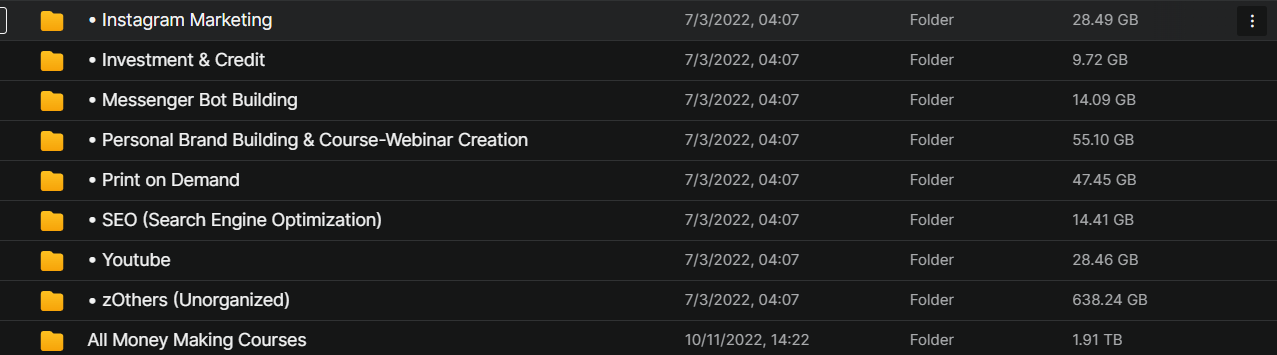 • Instagram Marketing 7/3/2022, 04:07 Folder 28.49 GB
• Investment & Credit 7/3/2022, 04:07 Folder 9.72 GB
• Messenger Bot Building 7/3/2022, 04:07 Folder 14.09 GB
• Personal Brand Building & Course-Webinar Creation 7/3/2022, 04:07 Folder 55.10 GB
• Print on Demand 7/3/2022, 04:07 Folder 47.45 GB
• SEO (Search Engine Optimization) 7/3/2022, 04:07 Folder 14.41 GB
• Youtube 7/3/2022, 04:07 Folder 28.46 GB
• zOthers (Unorganized) 7/3/2022, 04:07 Folder 638.24 GB
All Money Making Courses 10/11/2022, 14:22 Folder 1.91 TB